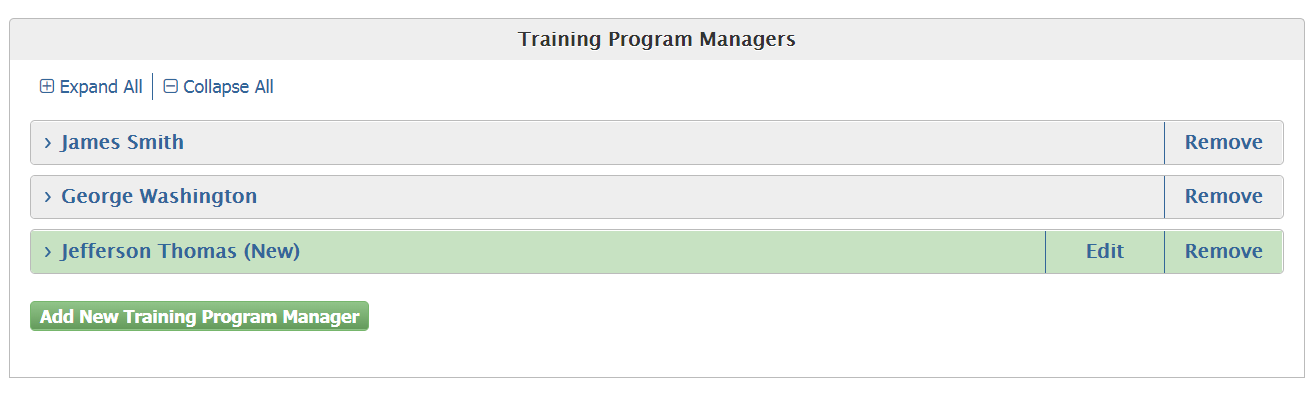 Training Program Managers
Expand All | Collapse All
James Smith Remove
George Washington Remove
Jefferson Thomas (New) Edit Remove
Add New Training Program Manager